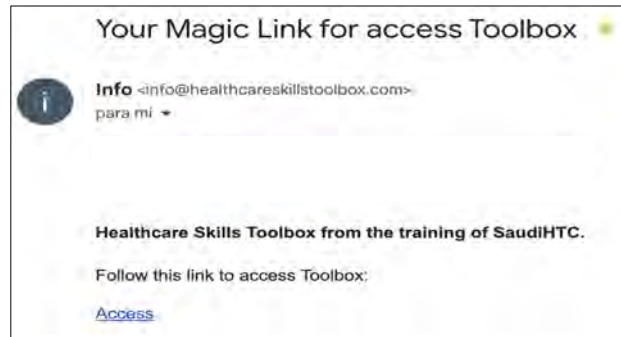 Your Magic Link for access Toolbox
i
Info <info@healthcareskillstoolbox.com>
para mi
Healthcare Skills Toolbox from the training of SaudiHTC.
Follow this link to access Toolbox:
Access